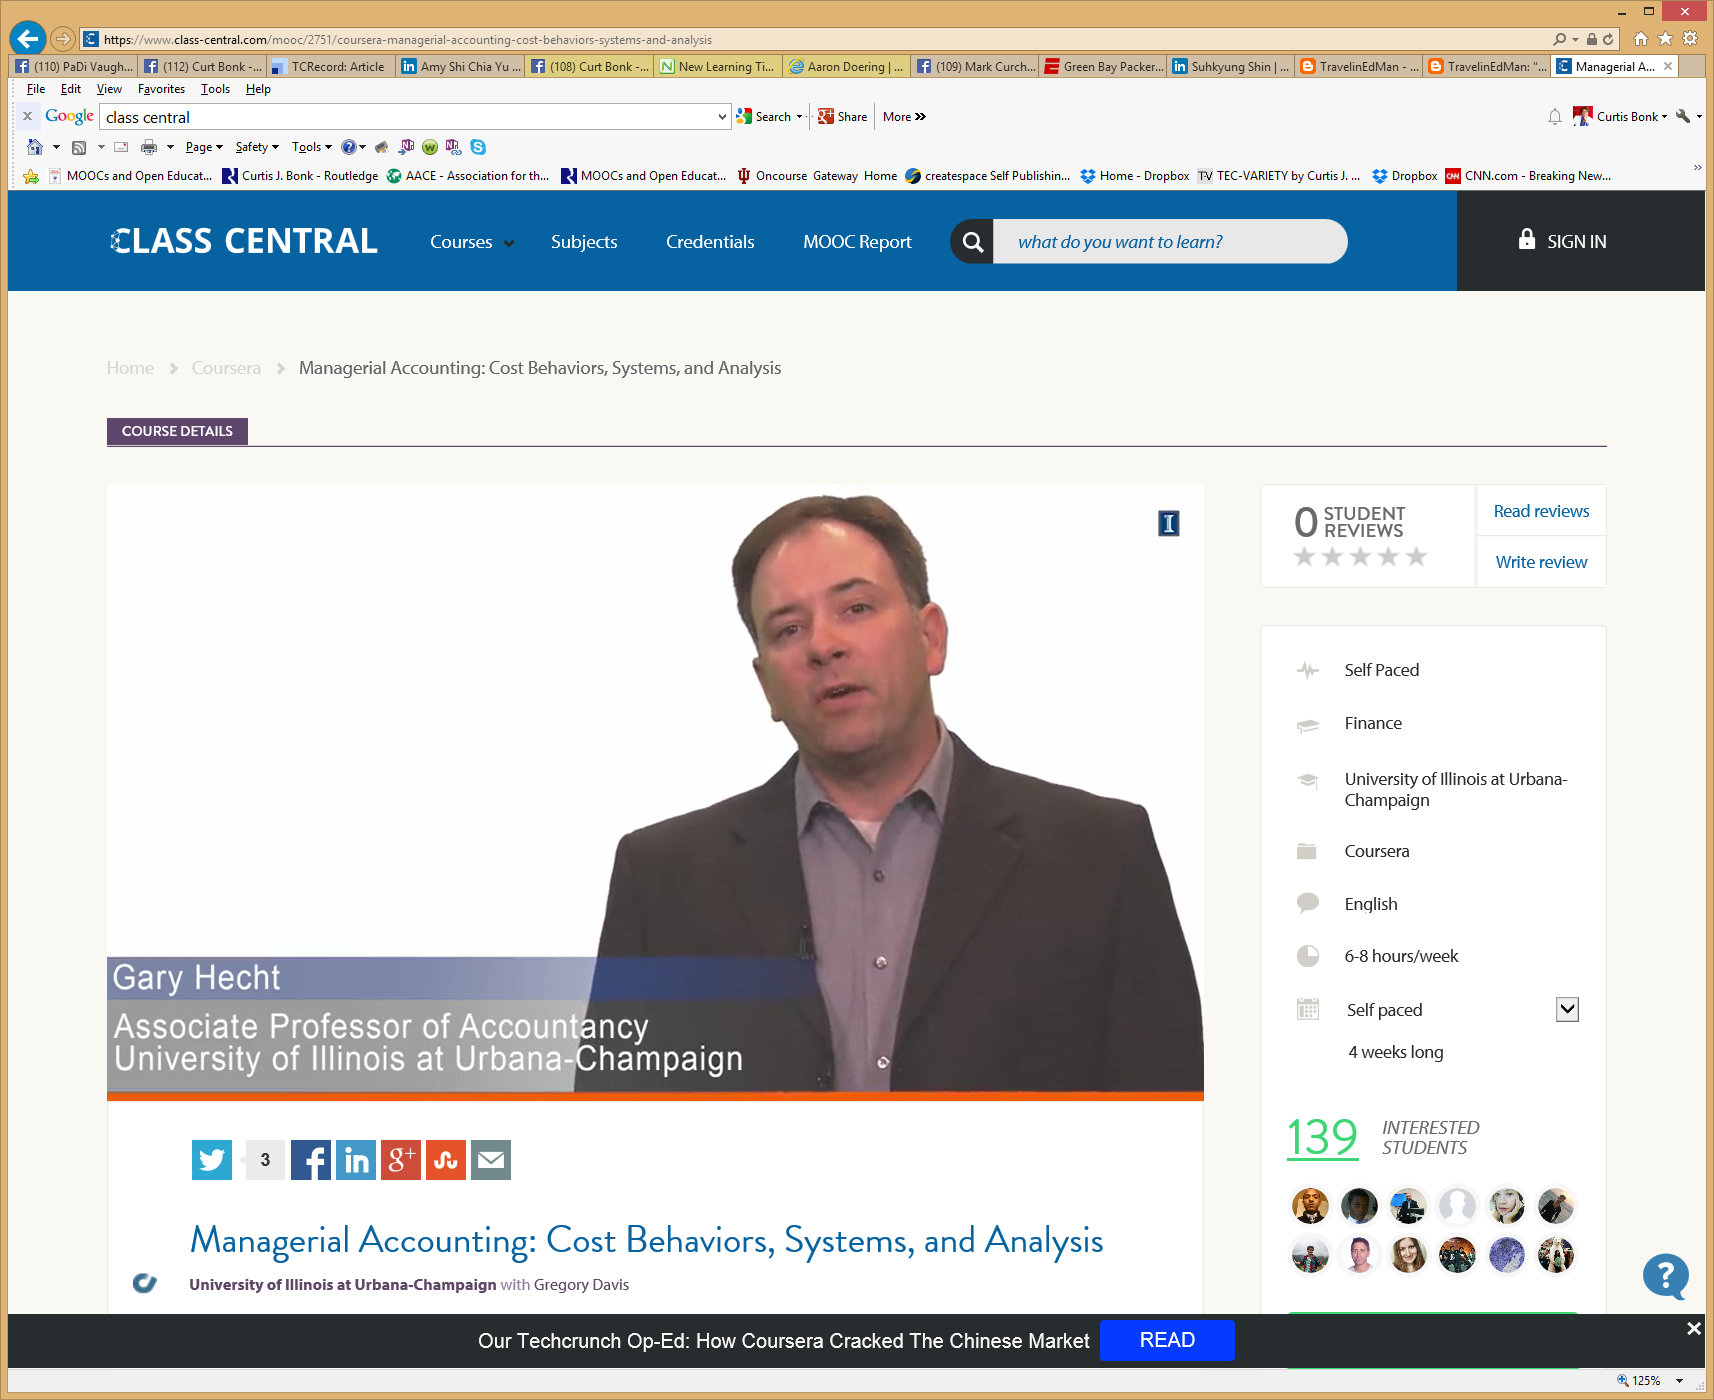 https://www.class-central.com/mooc/2751/coursera-managerial-accounting-cost-behaviors-systems-and-analysis
(110) PaDi Vaugh...
(112) Curt Bonk -...
TCRecord: Article
Amy Shi Chia Yu ...
(108) Curt Bonk -...
New Learning Ti...
Aaron Doering | ...
(109) Mark Curch...
Green Bay Packer...
Suhkyung Shin | ...
TravelinEdMan - ...
TravelinEdMan: "...
Managerial A...
File Edit View Favorites Tools Help
x Google class central Search Share More » Curtis Bonk
Page Safety Tools
MOOCs and Open Educat... Curtis J. Bonk - Routledge AACE - Association for th... MOOCs and Open Educat... Oncourse Gateway Home createspace Self Publishin... Home - Dropbox TEC-VARIETY by Curtis J. ... Dropbox CNN.com - Breaking New...
CLASS CENTRAL Courses Subjects Credentials MOOC Report what do you want to learn? SIGN IN
Home Coursera Managerial Accounting: Cost Behaviors, Systems, and Analysis
COURSE DETAILS
I
Gary Hecht
Associate Professor of Accountancy
University of Illinois at Urbana-Champaign
3
Managerial Accounting: Cost Behaviors, Systems, and Analysis
University of Illinois at Urbana-Champaign with Gregory Davis
0 STUDENT
REVIEWS
Read reviews
Write review
Self Paced
Finance
University of Illinois at Urbana-
Champaign
Coursera
English
6-8 hours/week
Self paced
4 weeks long
139 INTERESTED
STUDENTS
?
Our Techcrunch Op-Ed: How Coursera Cracked The Chinese Market READ
125%